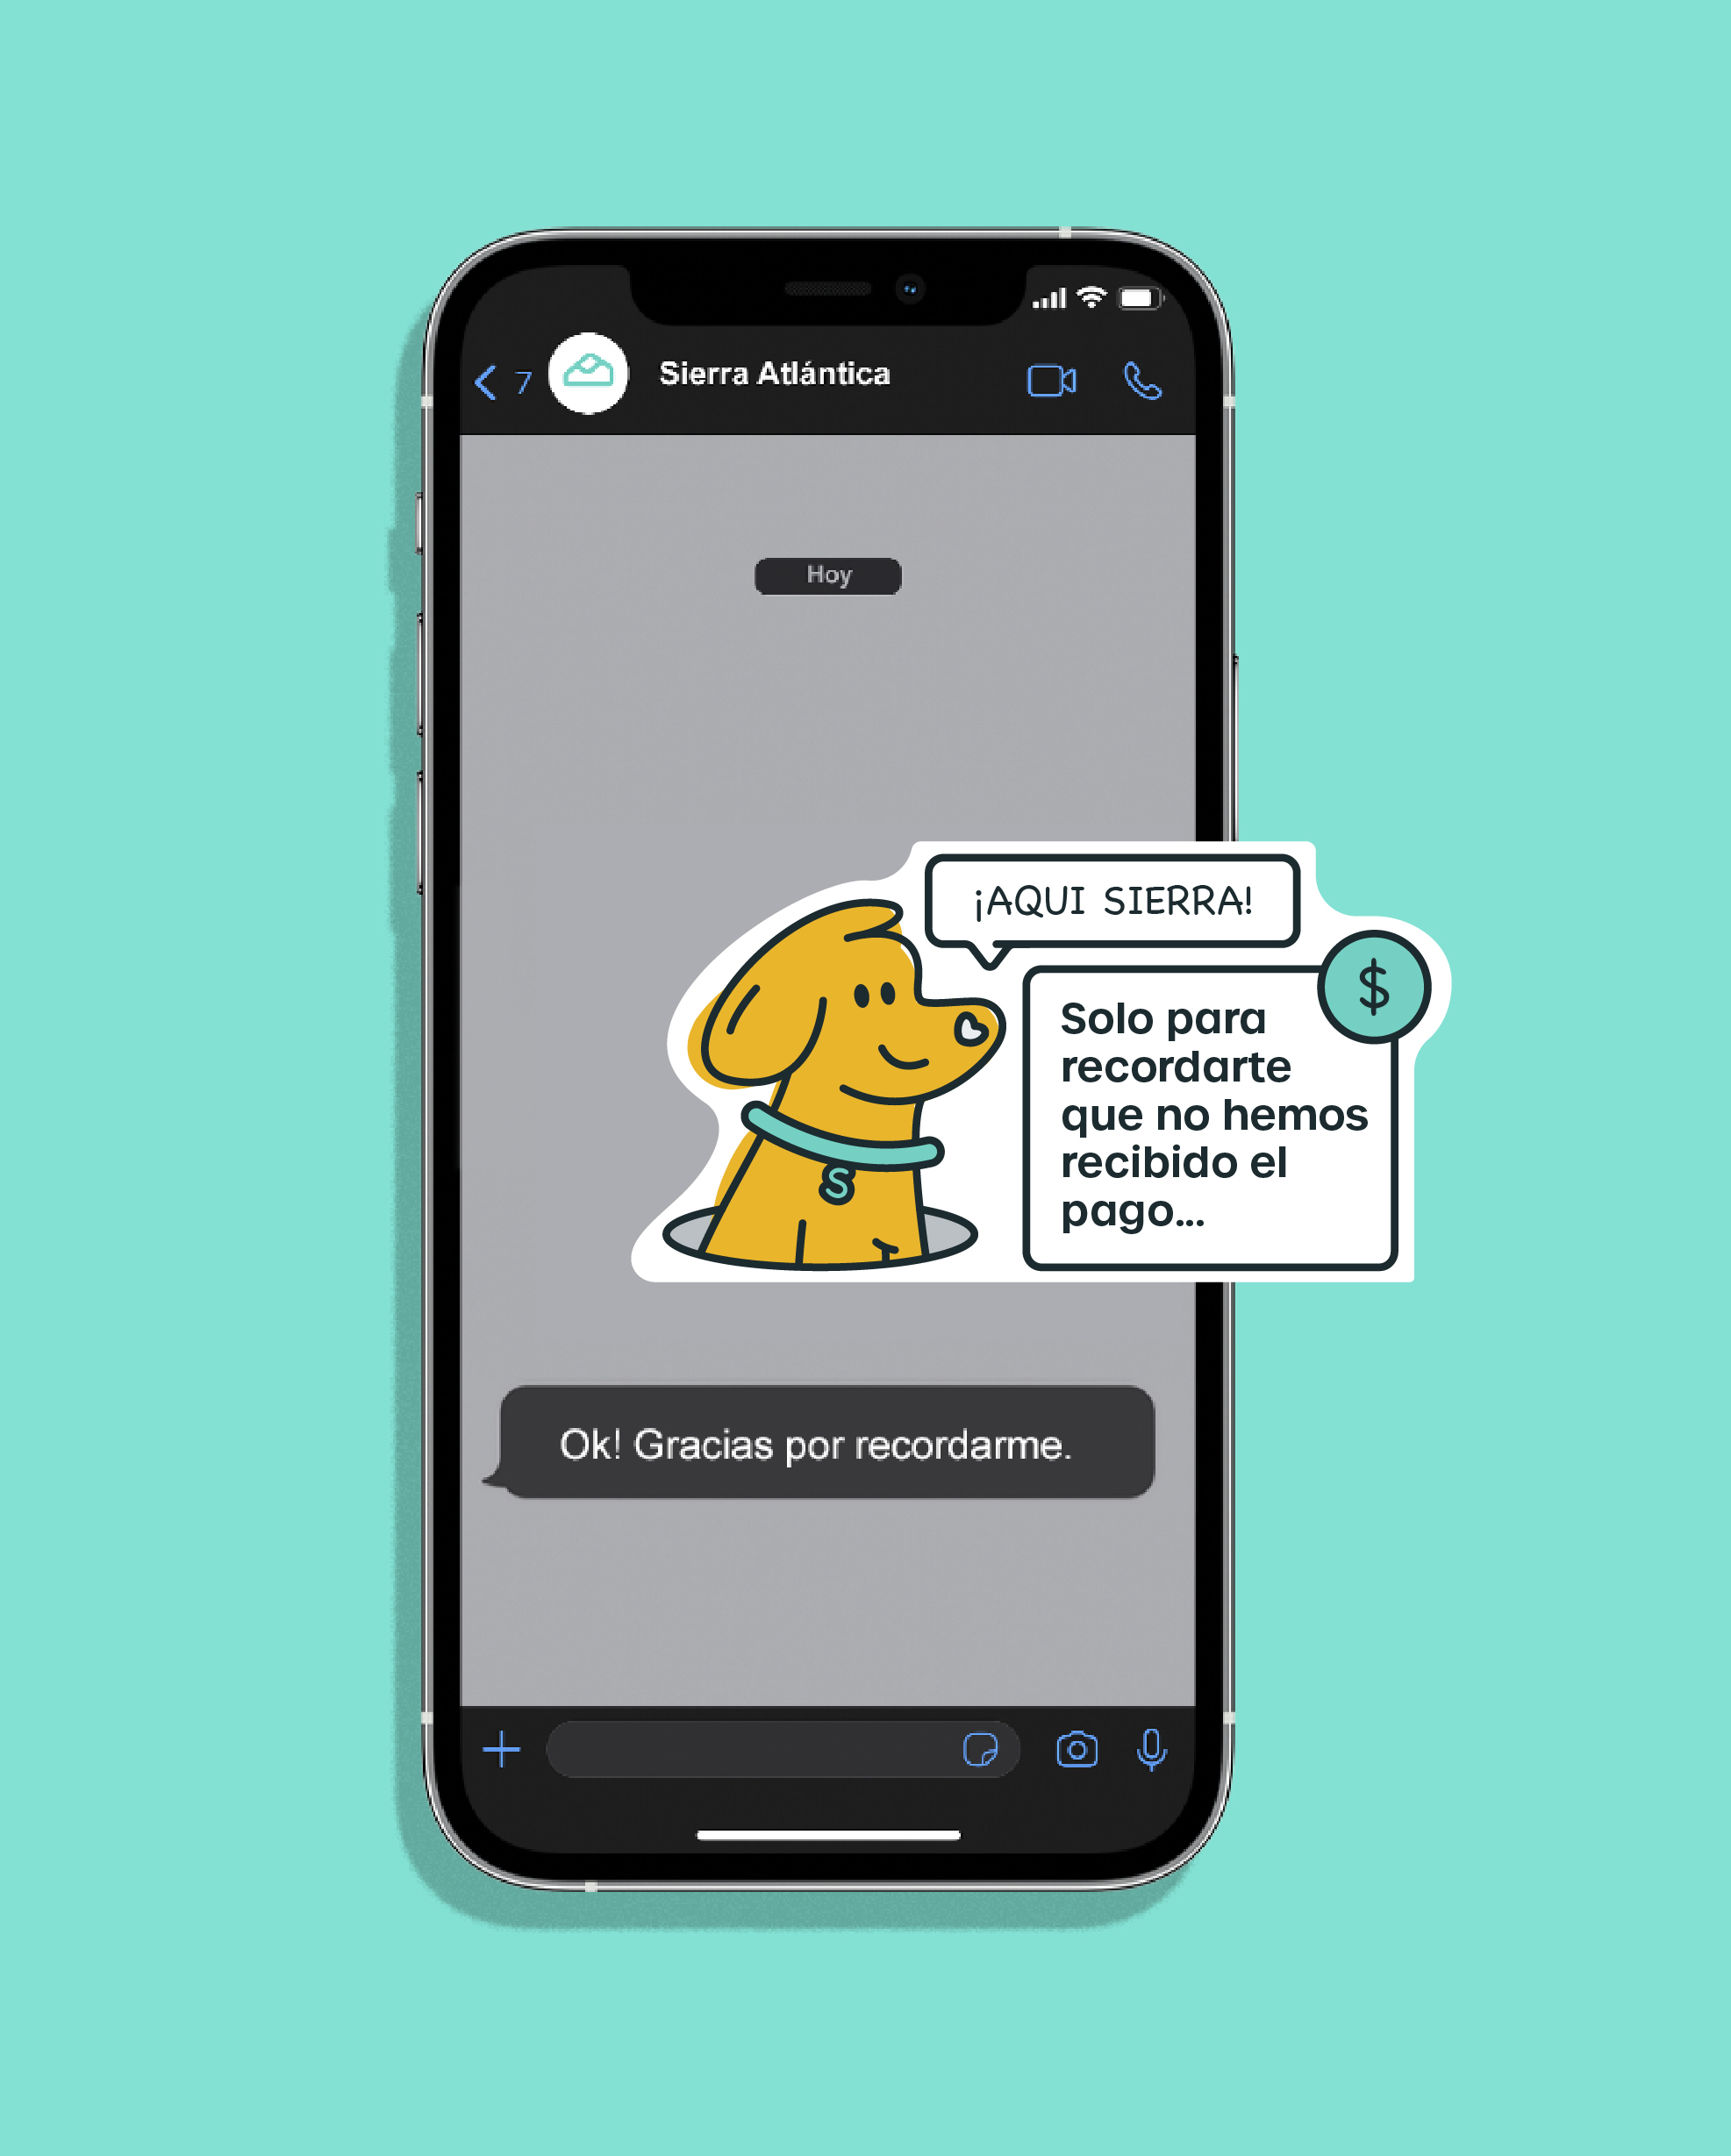 7 Sierra Atlántica
Hoy
¡AQUI SIERRA!
$
Solo para
recordarte
que no hemos
recibido el
pago...
S
Ok! Gracias por recordarme.